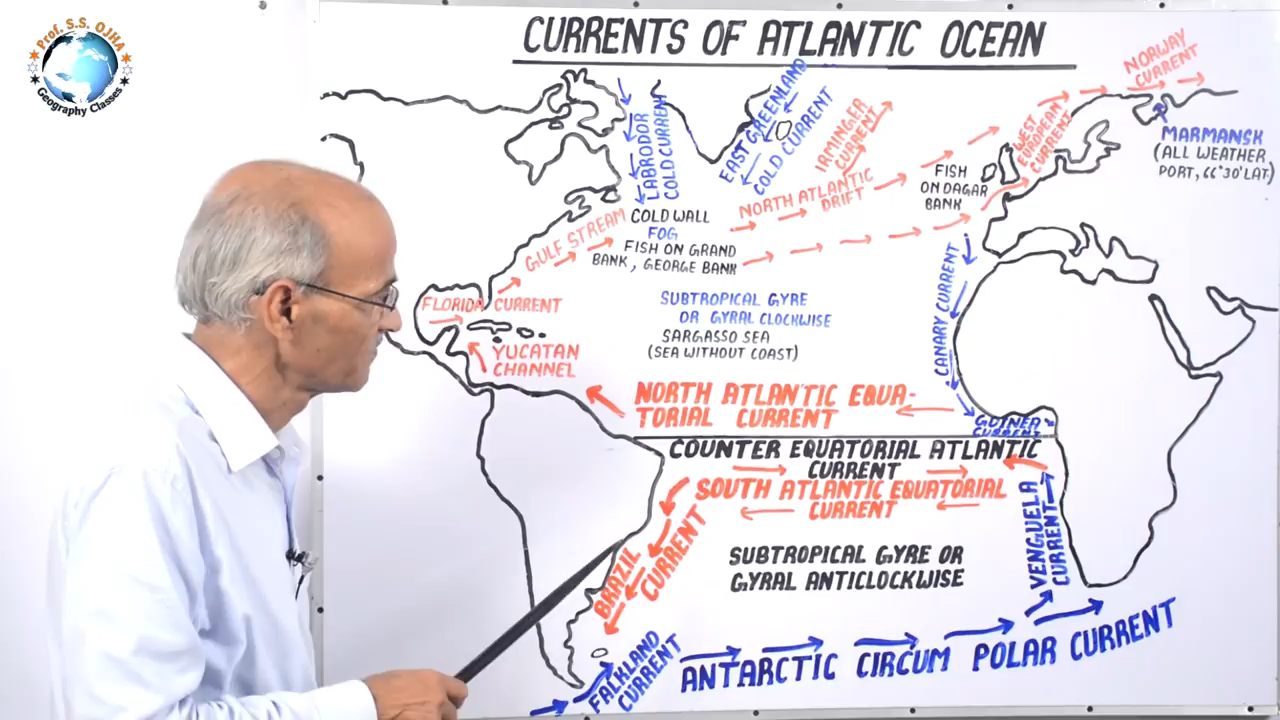 Prof. S.S. OJHA
Geography Classes
CURRENTS OF ATLANTIC OCEAN
NORWAY
CURRENT
LABRODOR
COLD CURRENT
EAST GREENLAND
COLD CURRENT
IRMINGER
CURRENT
WEST
EUROPEAN
CURRENT
MARMANSK
(ALL WEATHER
PORT, 66°30' LAT.)
FISH
ON DAGAR
BANK
NORTH ATLANTIC
DRIFT
COLD WALL
FOG
FISH ON GRAND
BANK, GEORGE BANK
GULF STREAM
FLORIDA CURRENT
SUBTROPICAL GYRE
OR GYRAL CLOCKWISE
SARGASSO SEA
(SEA WITHOUT COAST)
CANARY CURRENT
YUCATAN
CHANNEL
NORTH ATLANTIC EQUA-
TORIAL CURRENT
GUINEA
CURRENT
COUNTER EQUATORIAL ATLANTIC
CURRENT
SOUTH ATLANTIC EQUATORIAL
CURRENT
BRAZIL
CURRENT
VENGUELA
CURRENT
SUBTROPICAL GYRE OR
GYRAL ANTICLOCKWISE
FALKLAND
CURRENT
ANTARCTIC CIRCUM POLAR CURRENT